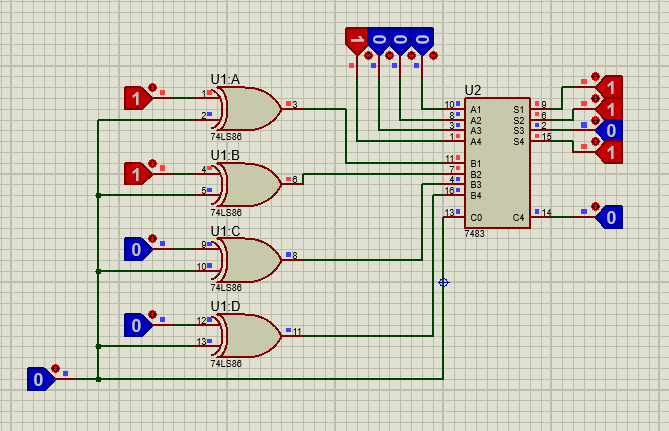 1 0 0 0
U1:A
1 1 2 3
74LS86
U1:B
1 4 5 6
74LS86
U1:C
0 9 10 8
74LS86
U1:D
0 12 13 11
74LS86
0
U2
10 A1 S1 9 1
8 A2 S2 6 1
3 A3 S3 2 0
1 A4 S4 15 1
11 B1
7 B2
4 B3
16 B4
13 C0 C4 14 0
7483